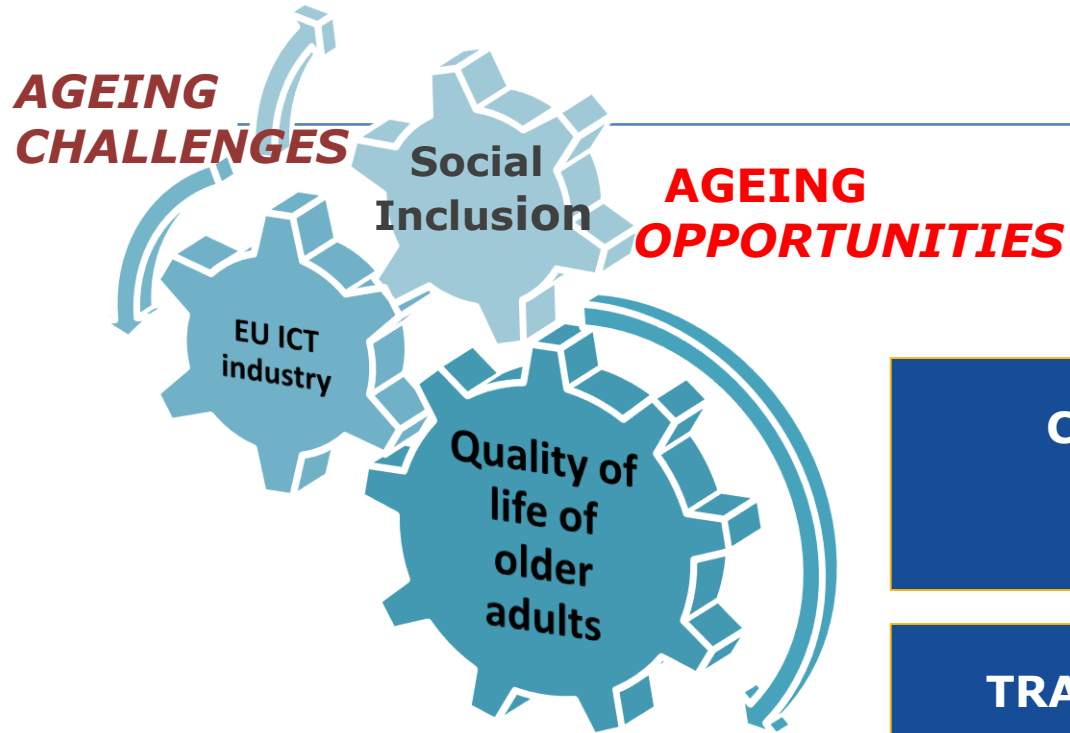 AGEING
CHALLENGES
Social
Inclusion
AGEING
OPPORTUNITIES
EU ICT
industry
Quality of
life of
older
adults